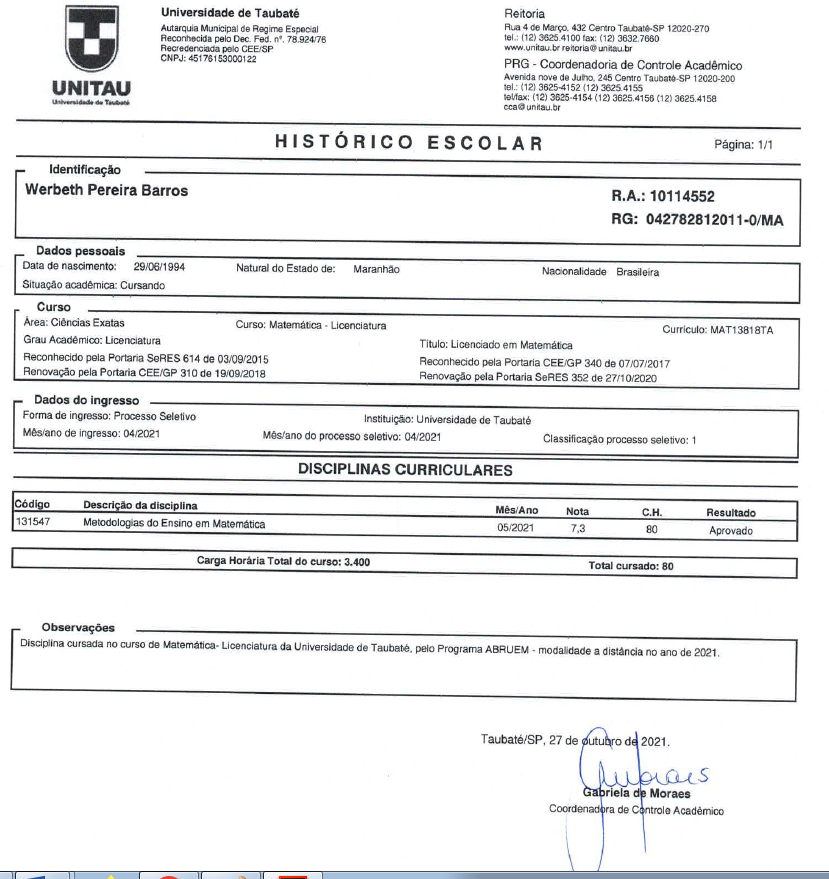 Universidade de Taubaté
Autarquia Municipal de Regime Especial
Reconhecida pelo Dec. Fed. nº. 78.924/76
Recredenciada pelo CEE/SP
CNPJ: 45176153000122
UNITAU
Universidade de Taubaté
Reitoria
Rua 4 de Março, 432 Centro Taubaté-SP 12020-270
tel.: (12) 3625.4100 fax: (12) 3632.7660
www.unitau.br reitoria@unitau.br
PRG - Coordenadoria de Controle Acadêmico
Avenida nove de Julho, 245 Centro Taubaté-SP 12020-200
tel.: (12) 3625-4152 (12) 3625.4155
tel/fax: (12) 3625-4154 (12) 3625.4156 (12) 3625.4158
cca@unitau.br
HISTÓRICO ESCOLAR
Página: 1/1
Identificação
Werbeth Pereira Barros
R.A.: 10114552
RG: 042782812011-0/MA
Dados pessoais
Data de nascimento: 29/06/1994 Natural do Estado de: Maranhão Nacionalidade Brasileira
Situação acadêmica: Cursando
Curso
Área: Ciências Exatas Curso: Matemática - Licenciatura Currículo: MAT13818TA
Grau Acadêmico: Licenciatura Título: Licenciado em Matemática
Reconhecido pela Portaria SeRES 614 de 03/09/2015 Reconhecido pela Portaria CEE/GP 340 de 07/07/2017
Renovação pela Portaria CEE/GP 310 de 19/09/2018 Renovação pela Portaria SeRES 352 de 27/10/2020
Dados do ingresso
Forma de ingresso: Processo Seletivo Instituição: Universidade de Taubaté
Mês/ano de ingresso: 04/2021 Mês/ano do processo seletivo: 04/2021 Classificação processo seletivo: 1
DISCIPLINAS CURRICULARES
Código Descrição da disciplina Mês/Ano Nota C.H. Resultado
131547 Metodologias do Ensino em Matemática 05/2021 7,3 80 Aprovado
Carga Horária Total do curso: 3.400 Total cursado: 80
Observações
Disciplina cursada no curso de Matemática- Licenciatura da Universidade de Taubaté, pelo Programa ABRUEM - modalidade a distância no ano de 2021.
Taubaté/SP, 27 de outubro de 2021.
Gabriela de Moraes
Coordenadora de Controle Acadêmico